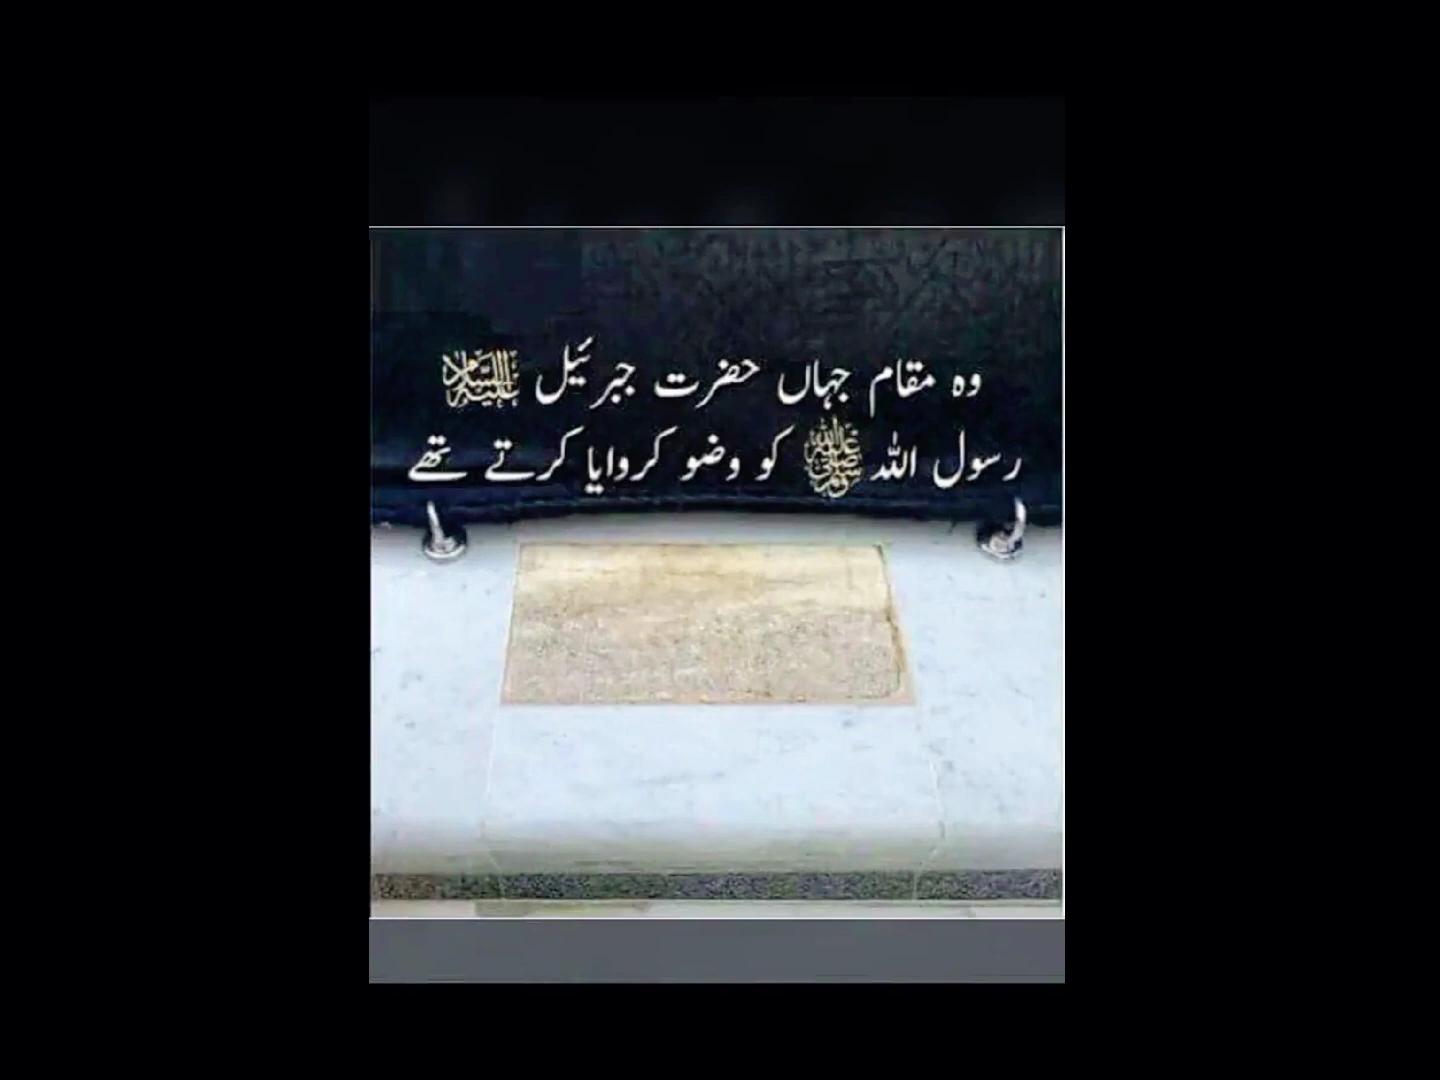 وہ مقام جہاں حضرت جبرئیل علیہ السلام
رسول اللہ ﷺ کو وضو کروایا کرتے تھے